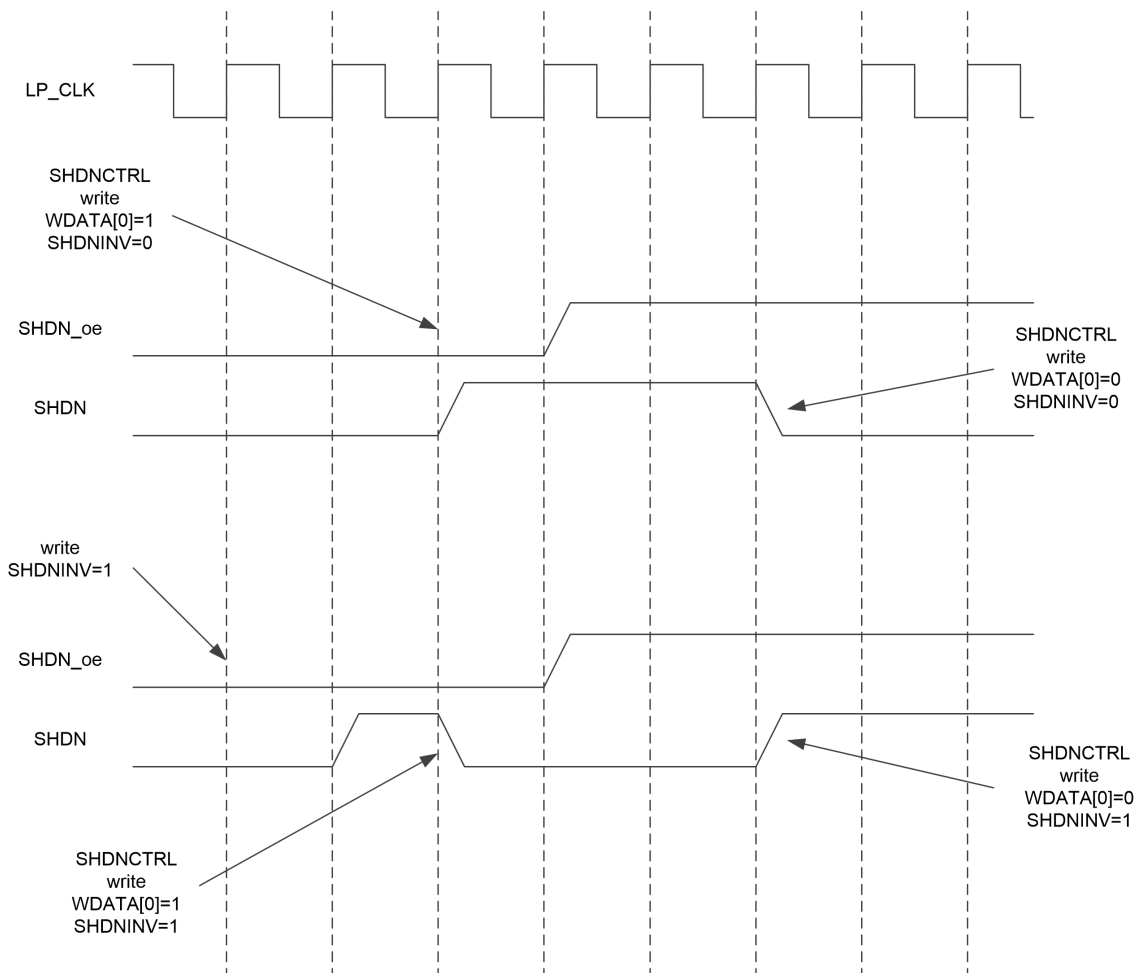 LP_CLK
SHDNCTRL
write
WDATA[0]=1
SHDNINV=0
SHDN_oe
SHDNCTRL
write
WDATA[0]=0
SHDNINV=0
SHDN
write
SHDNINV=1
SHDN_oe
SHDN
SHDNCTRL
write
WDATA[0]=0
SHDNINV=1
SHDNCTRL
write
WDATA[0]=1
SHDNINV=1